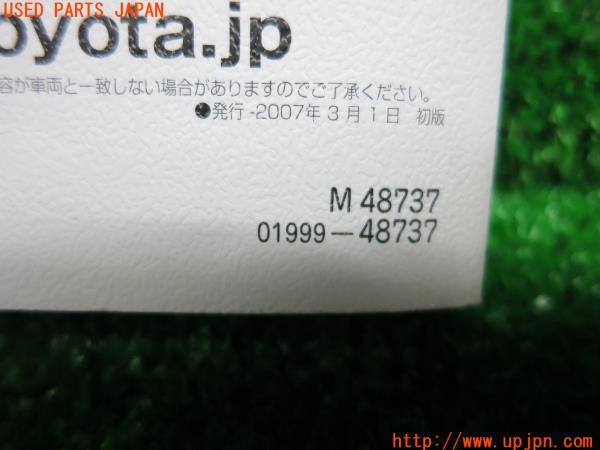 USED PARTS JAPAN
oyota.jp
容が車両と一致しない場合がありますのでご了承ください。
●発行-2007年3月1日 初版
M 48737
01999-48737
http://www.upjpn.com/